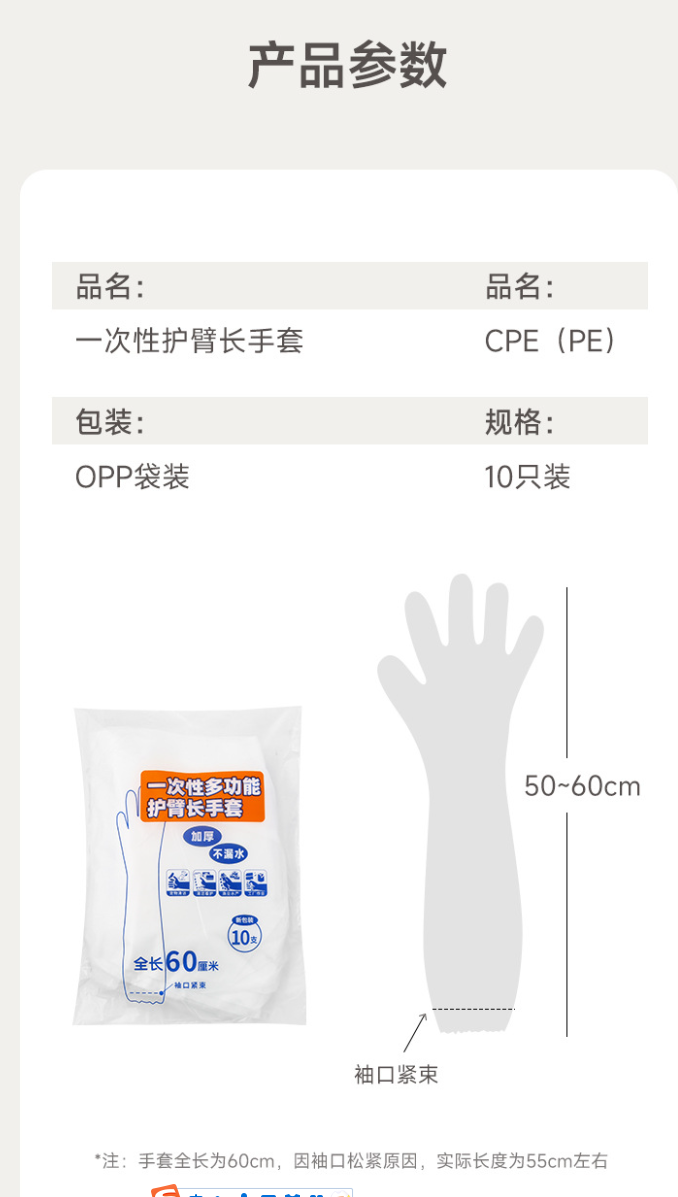 产品参数
品名：
品名：
一次性护臂长手套
CPE（PE）
包装：
规格：
OPP袋装
10只装
50~60cm
一次性多功能
护臂长手套
加厚
不漏水
新包装
10支
全长60厘米
袖口紧束
袖口紧束
*注：手套全长为60cm，因袖口松紧原因，实际长度为55cm左右